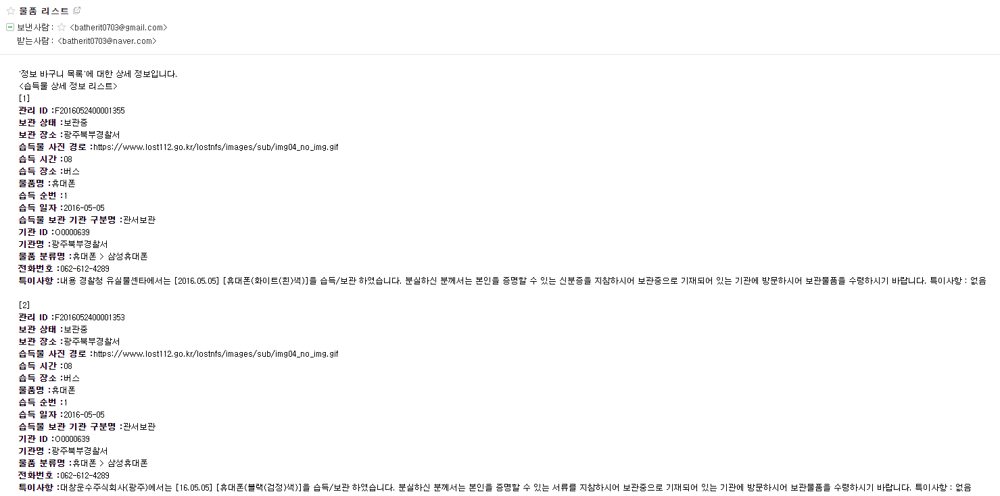 물품 리스트
보낸사람 : <batherit0703@gmail.com>
받는사람 : <batherit0703@naver.com>
'정보 바구니 목록'에 대한 상세 정보입니다.
<습득물 상세 정보 리스트>
[1]
관리 ID :F2016052400001355
보관 상태 :보관중
보관 장소 :광주북부경찰서
습득물 사진 경로 :https://www.lost112.go.kr/lostnfs/images/sub/img04_no_img.gif
습득 시간 :08
습득 장소 :버스
물품명 :휴대폰
습득 순번 :1
습득 일자 :2016-05-05
습득물 보관 기관 구분명 :관서보관
기관 ID :O0000639
기관명 :광주북부경찰서
물품 분류명 :휴대폰 > 삼성휴대폰
전화번호 :062-612-4289
특이사항 :내용 경찰청 유실물센타에서는 [2016.05.05] [휴대폰(화이트(흰)색)]을 습득/보관 하였습니다. 분실하신 분께서는 본인을 증명할 수 있는 신분증을 지참하시어 보관중으로 기재되어 있는 기관에 방문하시어 보관물품을 수령하시기 바랍니다. 특이사항 : 없음
[2]
관리 ID :F2016052400001353
보관 상태 :보관중
보관 장소 :광주북부경찰서
습득물 사진 경로 :https://www.lost112.go.kr/lostnfs/images/sub/img04_no_img.gif
습득 시간 :08
습득 장소 :버스
물품명 :휴대폰
습득 순번 :1
습득 일자 :2016-05-05
습득물 보관 기관 구분명 :관서보관
기관 ID :O0000639
기관명 :광주북부경찰서
물품 분류명 :휴대폰 > 삼성휴대폰
전화번호 :062-612-4289
특이사항 :대창운수주식회사(광주)에서는 [16.05.05] [휴대폰(블랙(검정)색)]을 습득/보관 하였습니다. 분실하신 분께서는 본인을 증명할 수 있는 서류를 지참하시어 보관중으로 기재되어 있는 기관에 방문하시어 보관물품을 수령하시기 바랍니다. 특이사항 : 없음